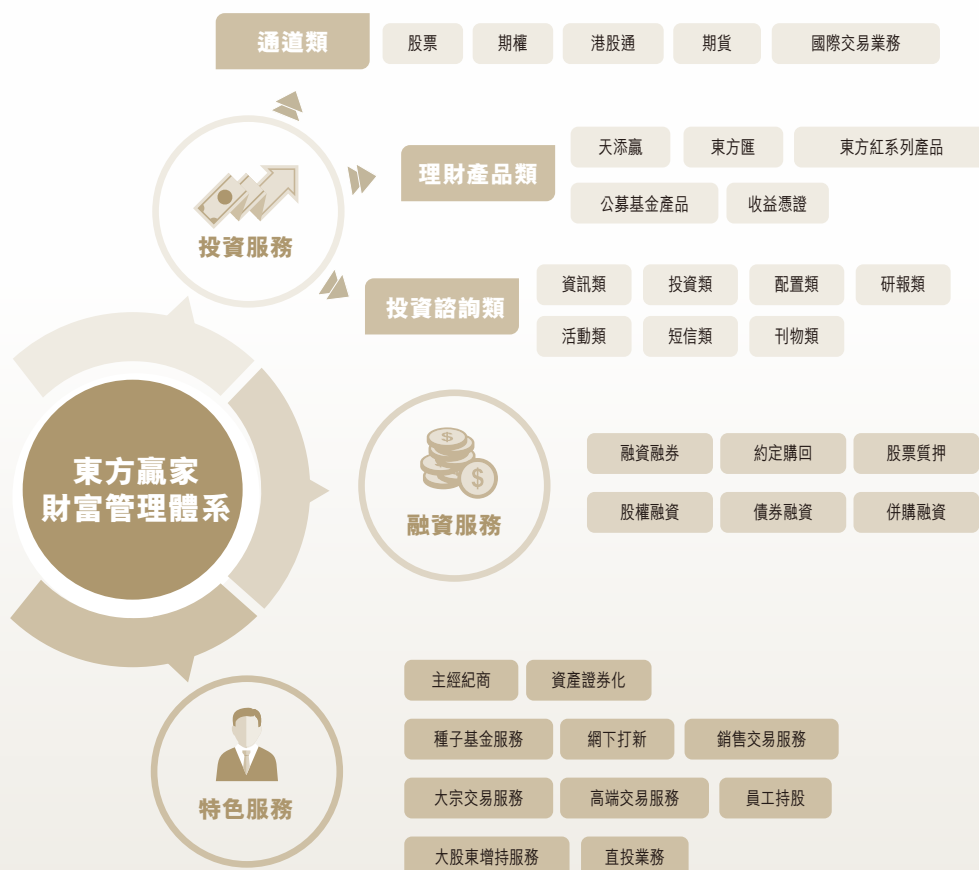 通道類
股票 期權 港股通 期貨 國際交易業務
理財產品類
天添贏 東方匯 東方紅系列產品
公募基金產品 收益憑證
投資服務
投資諮詢類
資訊類 投資類 配置類 研報類
活動類 短信類 刊物類
東方贏家
財富管理體系
融資服務
融資融券 約定購回 股票質押
股權融資 債券融資 併購融資
特色服務
主經紀商 資產證券化
種子基金服務 網下打新 銷售交易服務
大宗交易服務 高端交易服務 員工持股
大股東增持服務 直投業務